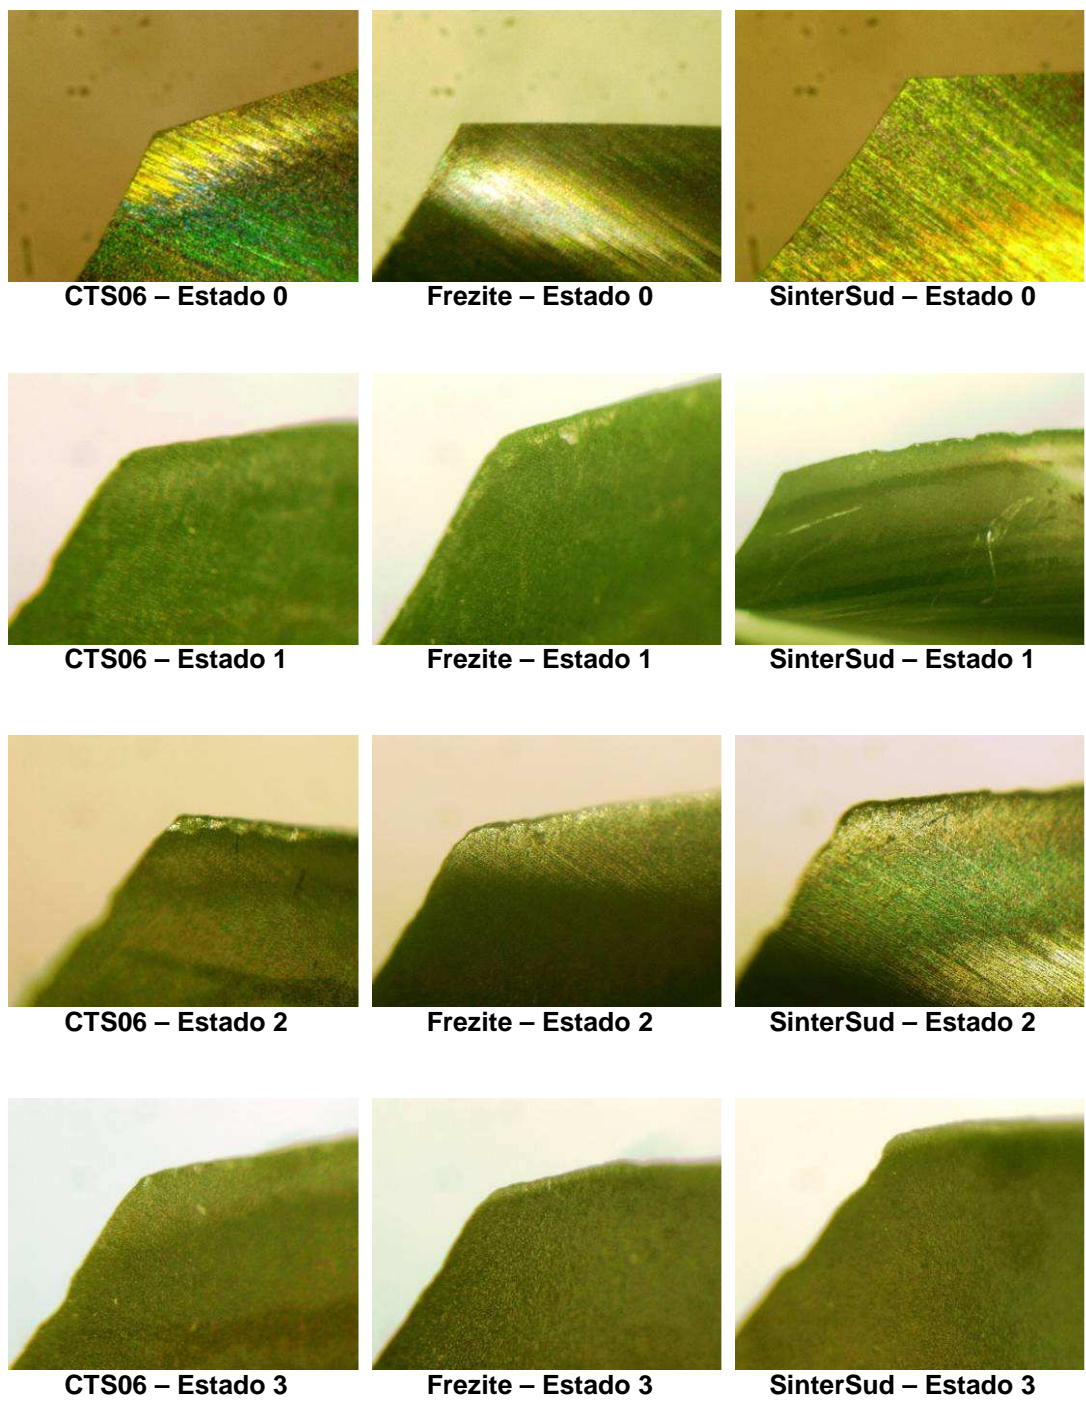 CTS06 – Estado 0
Frezite – Estado 0
SinterSud – Estado 0
CTS06 – Estado 1
Frezite – Estado 1
SinterSud – Estado 1
CTS06 – Estado 2
Frezite – Estado 2
SinterSud – Estado 2
CTS06 – Estado 3
Frezite – Estado 3
SinterSud – Estado 3